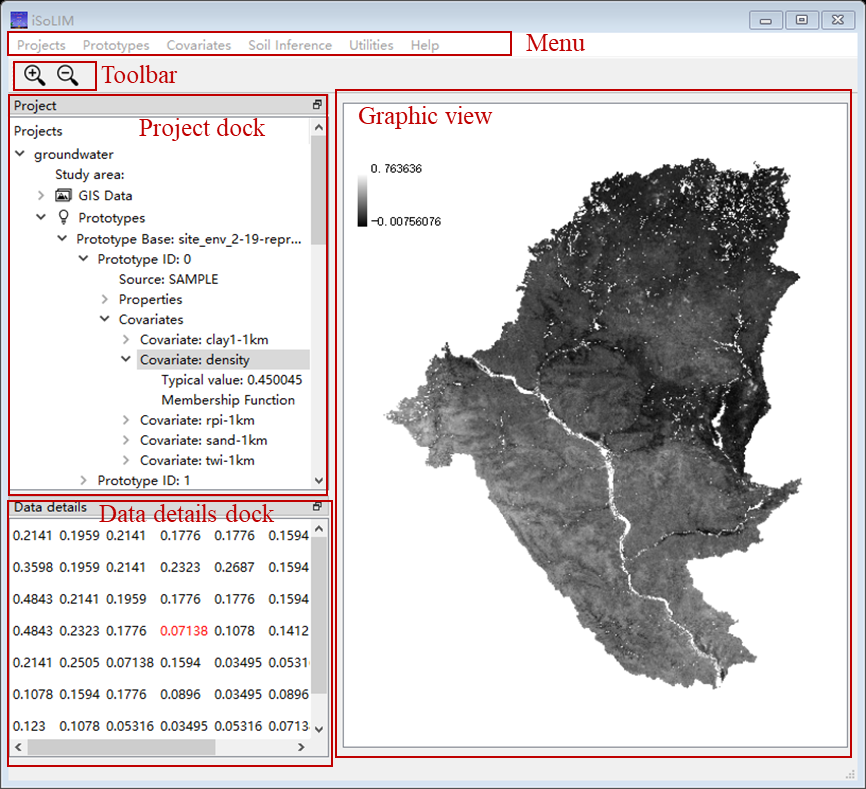 iSoLIM
Projects Prototypes Covariates Soil Inference Utilities Help
Menu
Toolbar
Project
Projects
Project dock
groundwater
Study area:
GIS Data
Prototypes
Prototype Base: site_env_2-19-repr...
Prototype ID: 0
Source: SAMPLE
Properties
Covariates
Covariate: clay1-1km
Covariate: density
Typical value: 0.450045
Membership Function
Covariate: rpi-1km
Covariate: sand-1km
Covariate: twi-1km
Prototype ID: 1
Data details
Data details dock
0.2141 0.1959 0.2141 0.1776 0.1776 0.1594
0.3598 0.1959 0.2141 0.2323 0.2687 0.1594
0.4843 0.2141 0.1959 0.1776 0.1776 0.1594
0.4843 0.2323 0.1776 0.07138 0.1078 0.1412
0.2141 0.2505 0.07138 0.1594 0.03495 0.0531
0.1078 0.1594 0.1776 0.0896 0.03495 0.0896
0.123 0.1078 0.05316 0.03495 0.05316 0.0713
Graphic view
0.763636
-0.00756076